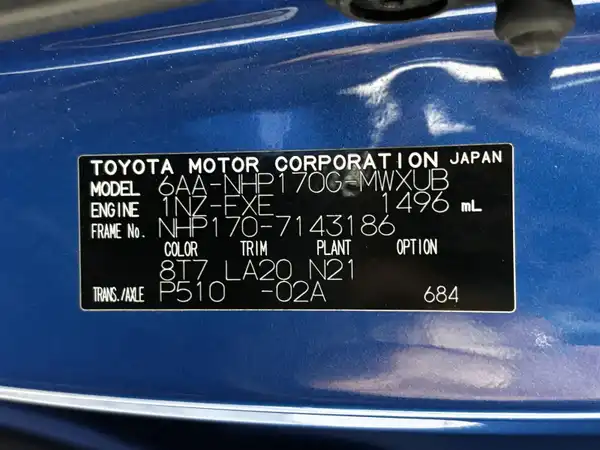 TOYOTA MOTOR CORPORATION JAPAN
MODEL 6AA-NHP170G-MWXUB
ENGINE 1NZ-FXE 1496 mL
FRAME No. NHP170-7143186
COLOR TRIM PLANT OPTION
8T7 LA20 N21
TRANS./AXLE P510 -02A 684